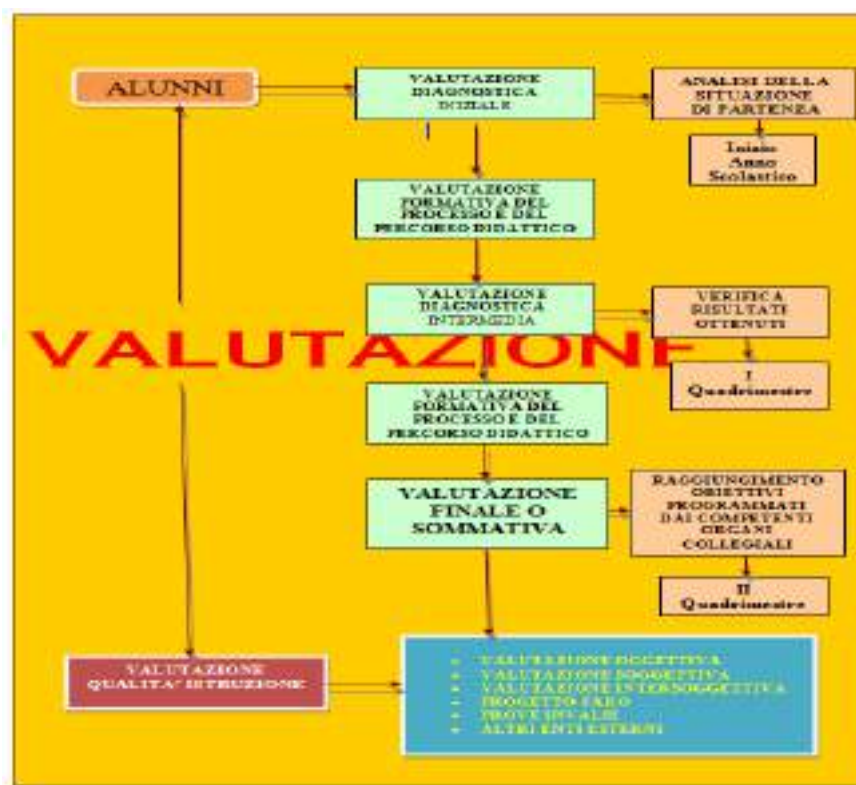 ALUNNI
VALUTAZIONE
DIAGNOSTICA
INIZIALE
ANALISI DELLA
SITUAZIONE
DI PARTENZA
Inizio
Anno
Scolastico
VALUTAZIONE
FORMATIVA DEL
PROCESSO E DEL
PERCORSO DIDATTICO
VALUTAZIONE
DIAGNOSTICA
INTERMEDIA
VERIFICA
RISULTATI
OTTENUTI
VALUTAZIONE
I
Quadrimestre
VALUTAZIONE
FORMATIVA DEL
PROCESSO E DEL
PERCORSO DIDATTICO
VALUTAZIONE
FINALE O
SOMMATIVA
RAGGIUNGIMENTO
OBIETTIVI
PROGRAMMATI
DAI COMPETENTI
ORGANI
COLLEGIALI
II
Quadrimestre
VALUTAZIONE
QUALITA' ISTRUZIONE
VALUTAZIONE OGGETTIVA
VALUTAZIONE SOGGETTIVA
VALUTAZIONE INTERSOGGETTIVA
PROGETTO FARO
PROVE INVALSI
ALTRI ENTI ESTERNI